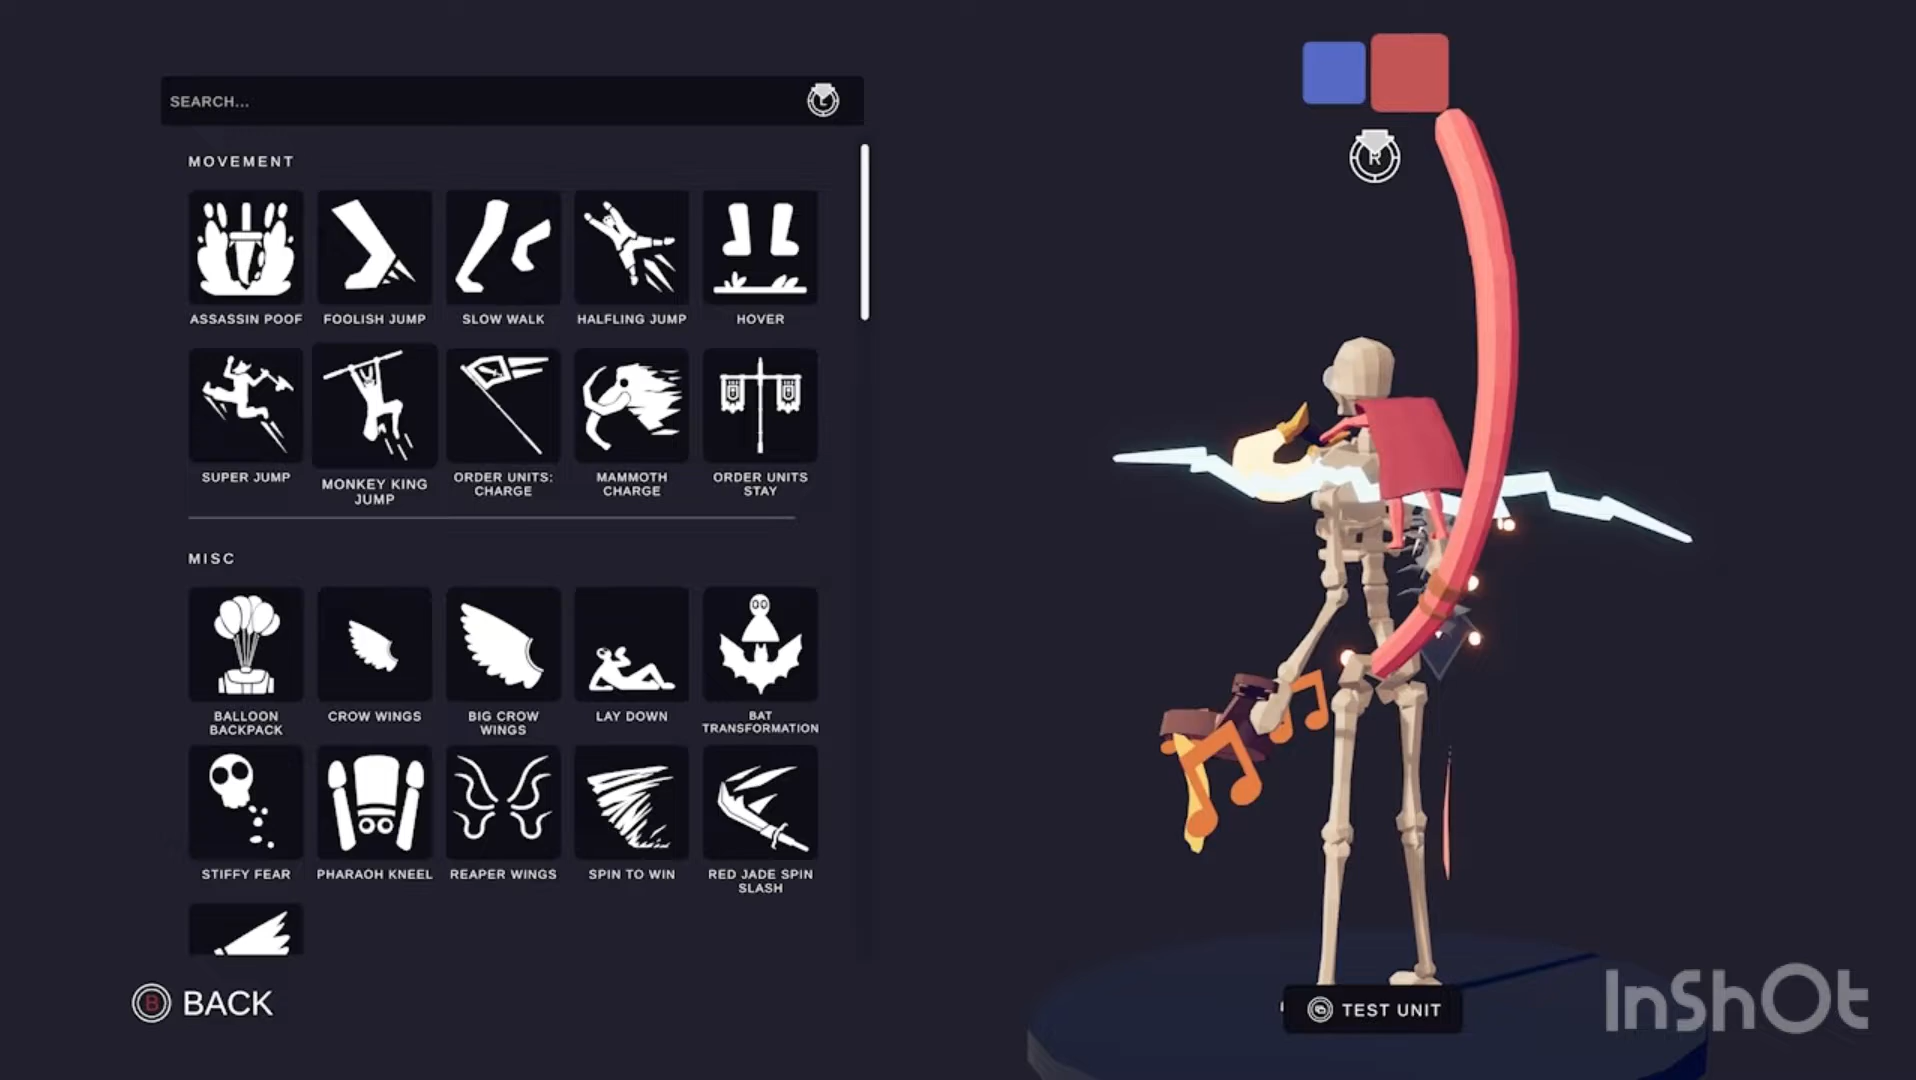 SEARCH...
L
R
MOVEMENT
ASSASSIN POOF
FOOLISH JUMP
SLOW WALK
HALFLING JUMP
HOVER
SUPER JUMP
MONKEY KING
JUMP
ORDER UNITS:
CHARGE
MAMMOTH
CHARGE
ORDER UNITS
STAY
MISC
BALLOON
BACKPACK
CROW WINGS
BIG CROW
WINGS
LAY DOWN
BAT
TRANSFORMATION
STIFFY FEAR
PHARAOH KNEEL
REAPER WINGS
SPIN TO WIN
RED JADE SPIN
SLASH
B BACK
TEST UNIT
InShOt